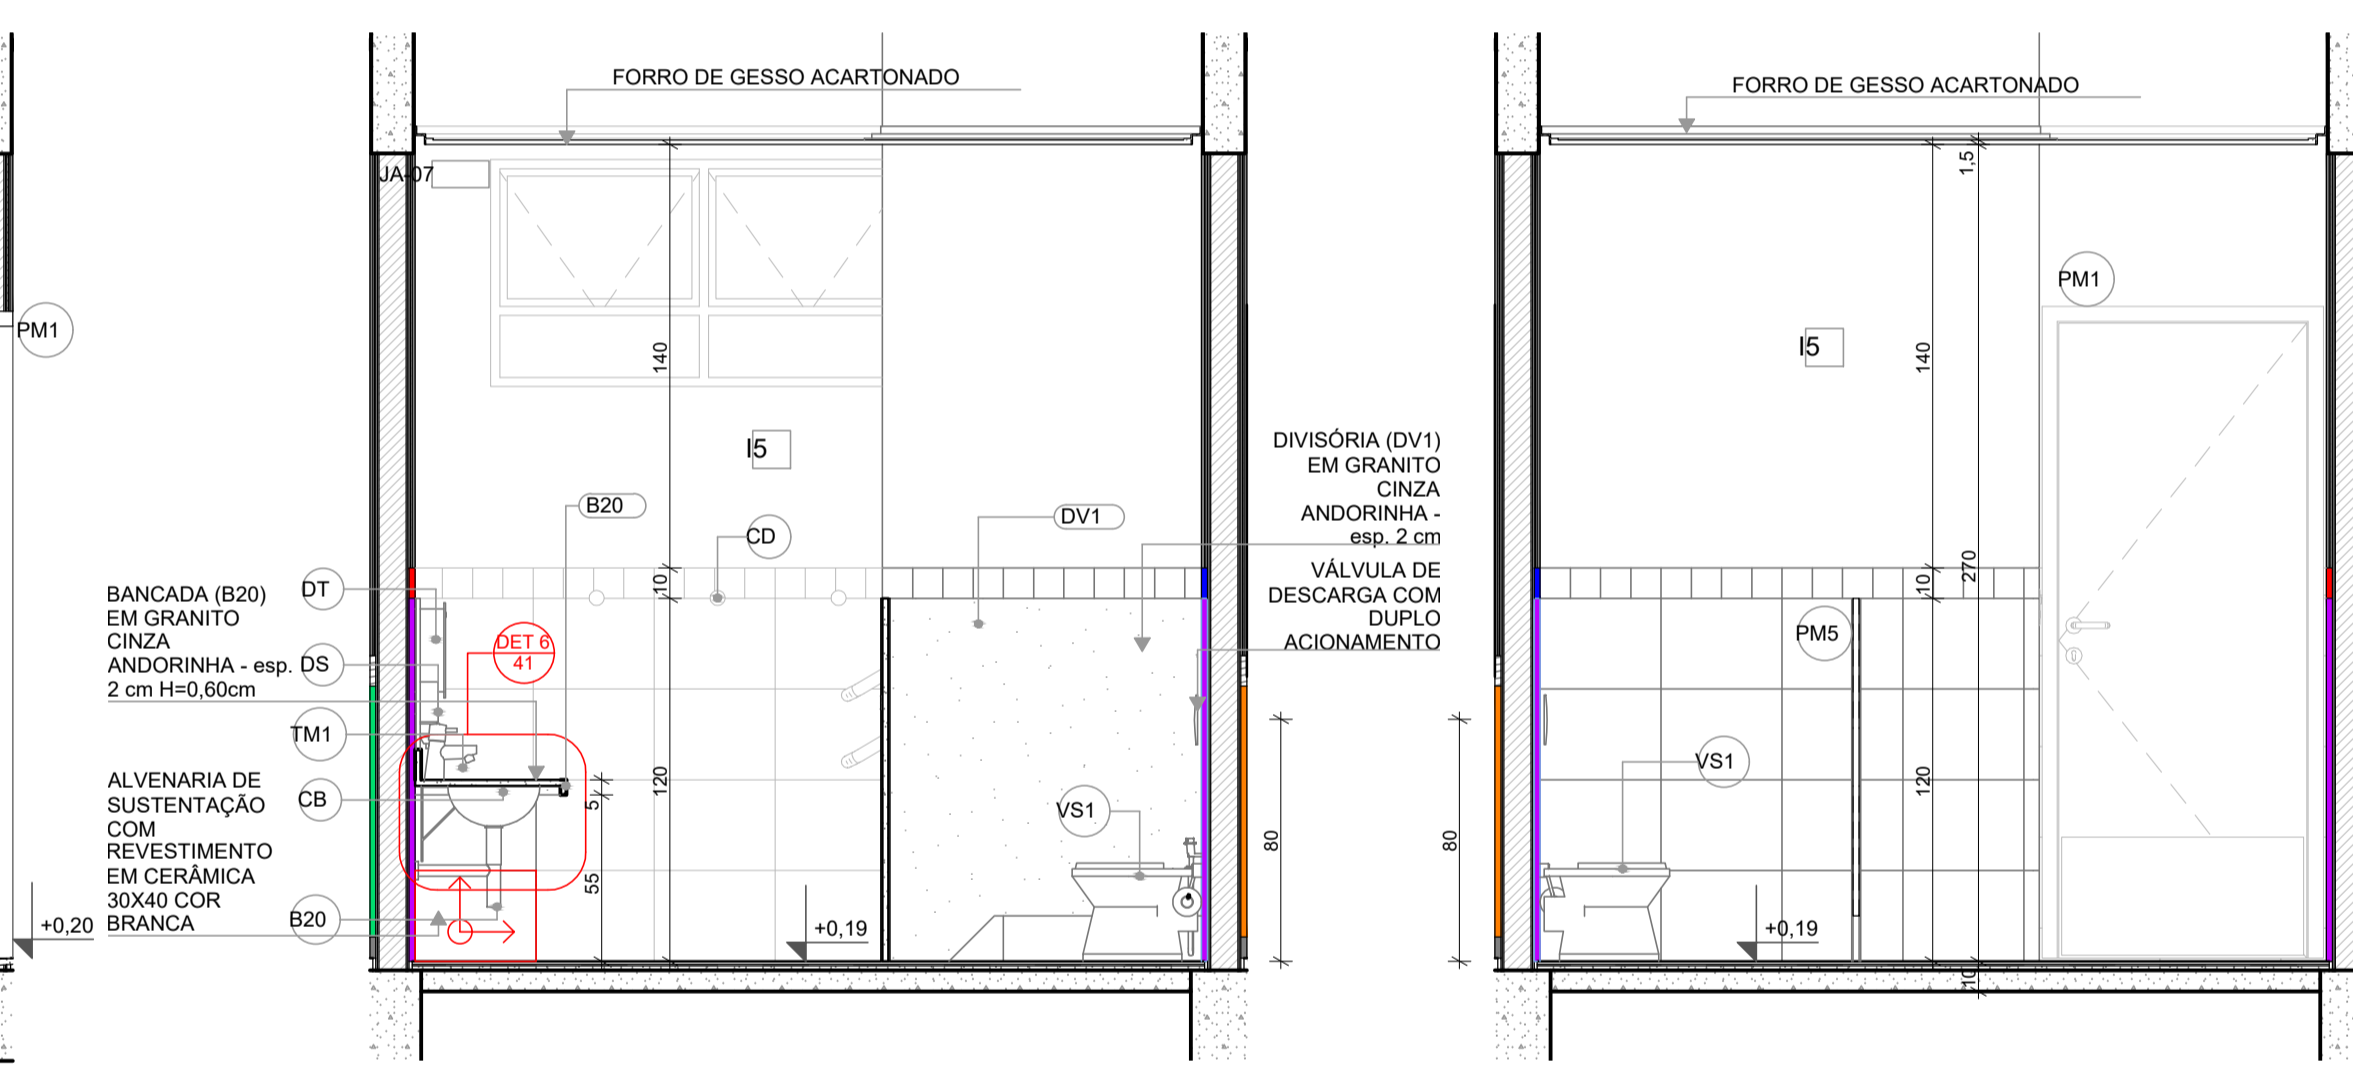 FORRO DE GESSO ACARTONADO
FORRO DE GESSO ACARTONADO
JA-07
1,5
PM1
PM1
140
I5
140
I5
B20
CD
DV1
DIVISÓRIA (DV1)
EM GRANITO
CINZA
ANDORINHA -
esp. 2 cm
VÁLVULA DE
DESCARGA COM
DUPLO
ACIONAMENTO
270
10
10
DT
BANCADA (B20)
EM GRANITO
CINZA
ANDORINHA - esp.
2 cm H=0,60cm
DS
DET 6
41
PM5
TM1
ALVENARIA DE
SUSTENTAÇÃO
COM
REVESTIMENTO
EM CERÂMICA
30X40 COR
BRANCA
CB
5
120
VS1
VS1
120
80
80
55
B20
+0,20
+0,19
+0,19
10